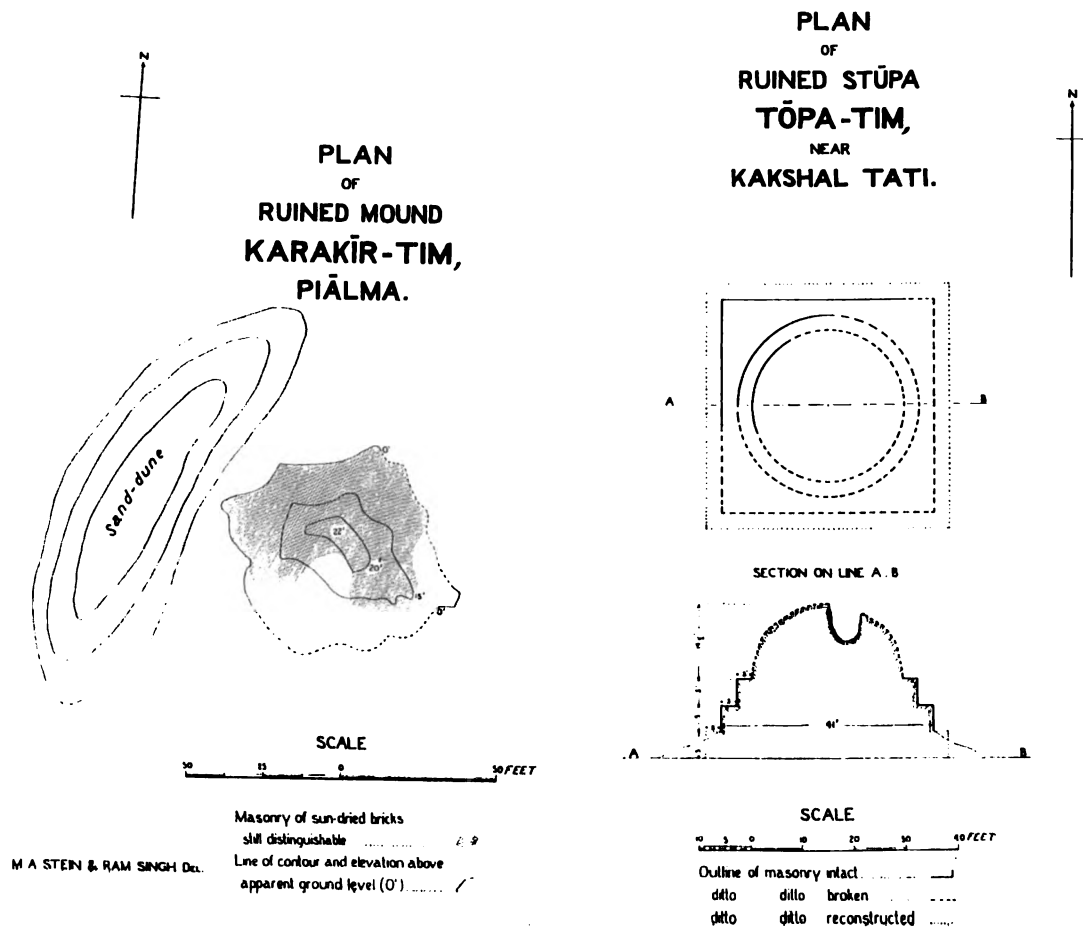 N
PLAN
OF
RUINED MOUND
KARAKĪR-TIM,
PIĀLMA.
Sand-dune
0'
22'
20'
15'
0'
SCALE
50 25 0 50 FEET
Masonry of sun-dried bricks
still distinguishable ............
Line of contour and elevation above
apparent ground level (0') ........
M A STEIN & RAM SINGH DEL.
PLAN
OF
RUINED STŪPA
TŌPA-TIM,
NEAR
KAKSHAL TATI.
N
A B
SECTION ON LINE A. B
41'
A B
SCALE
10 5 0 10 20 30 40 FEET
Outline of masonry intact
ditto ditto broken
ditto ditto reconstructed